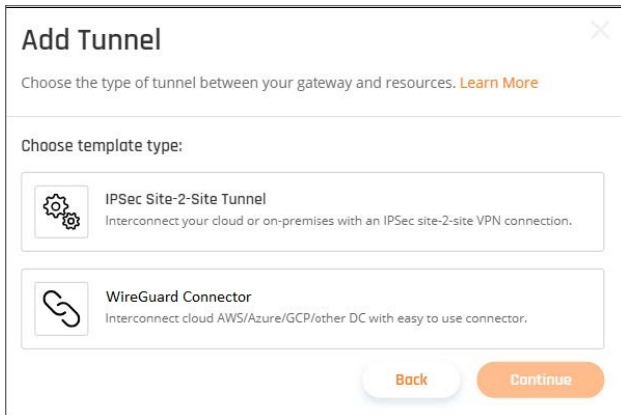 Add Tunnel
Choose the type of tunnel between your gateway and resources. Learn More
Choose template type:
IPSec Site-2-Site Tunnel
Interconnect your cloud or on-premises with an IPSec site-2-site VPN connection.
WireGuard Connector
Interconnect cloud AWS/Azure/GCP/other DC with easy to use connector.
Back Continue